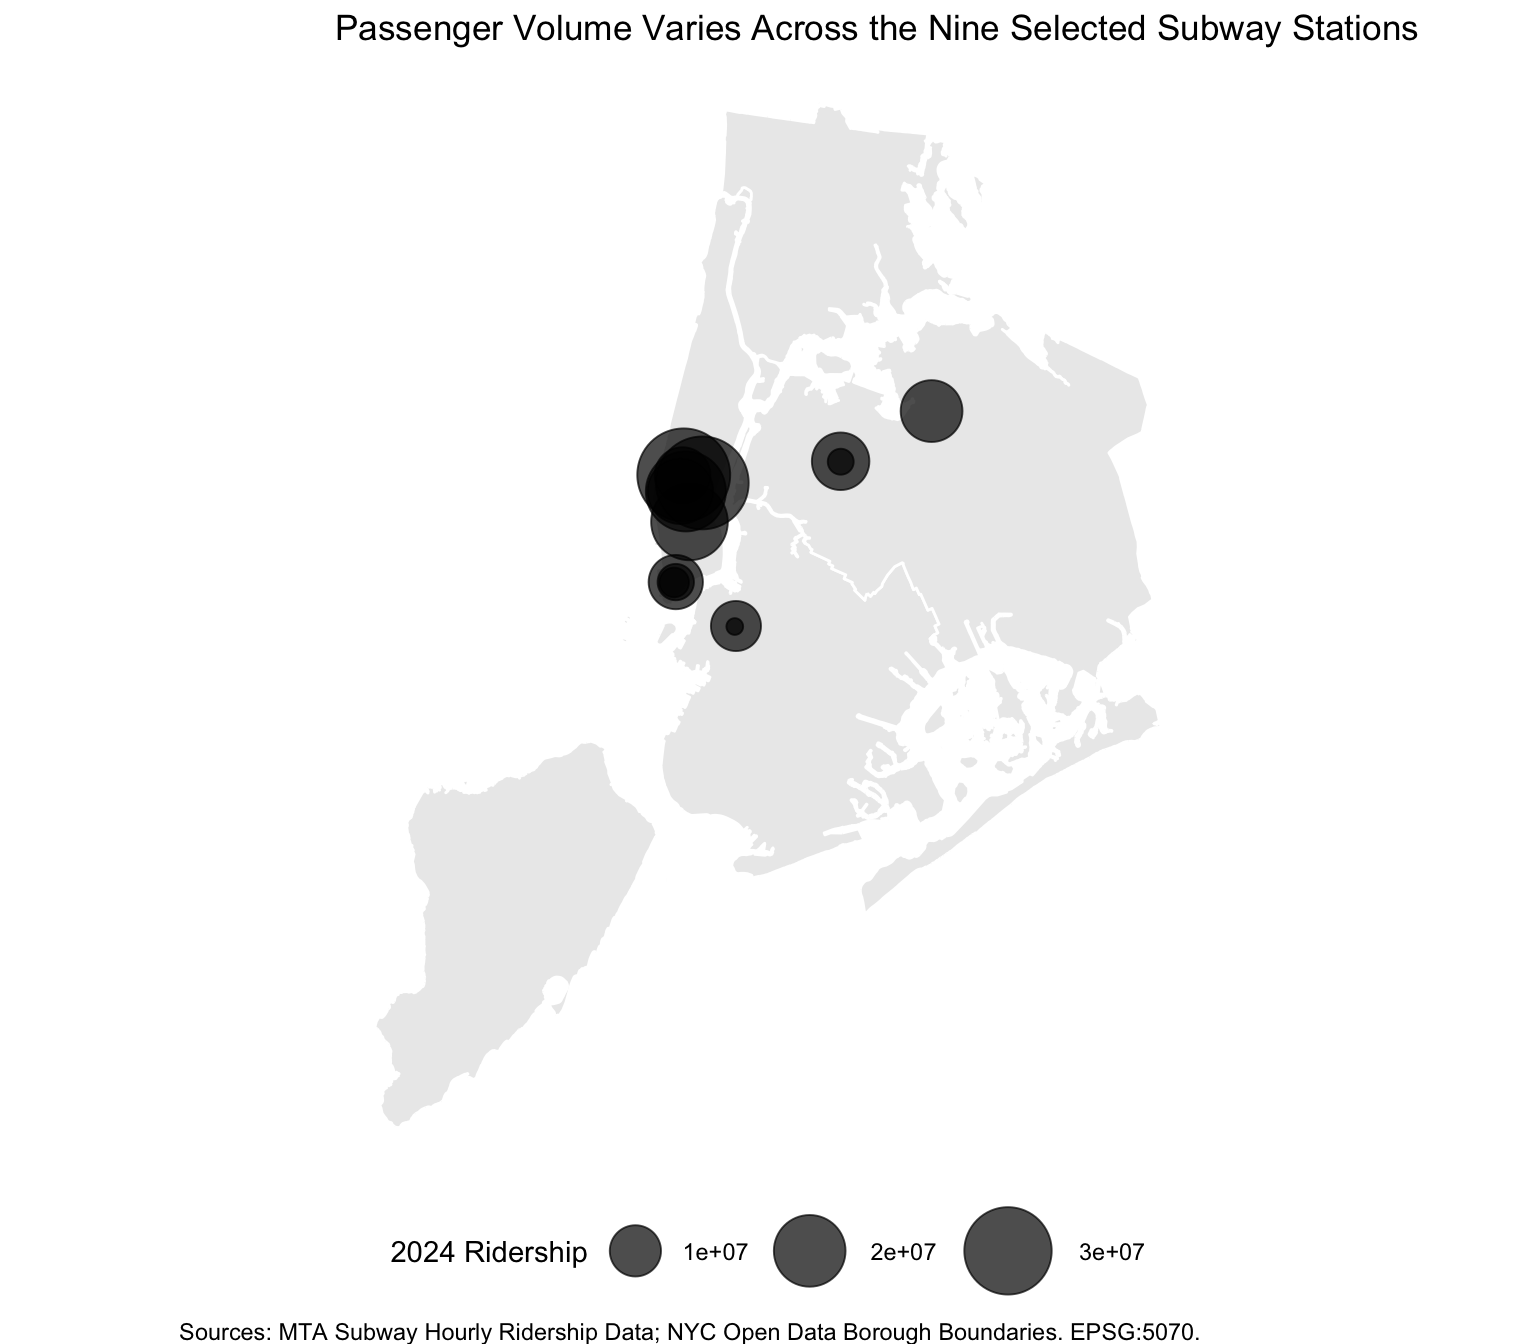 Passenger Volume Varies Across the Nine Selected Subway Stations
2024 Ridership 1e+07 2e+07 3e+07
Sources: MTA Subway Hourly Ridership Data; NYC Open Data Borough Boundaries. EPSG:5070.